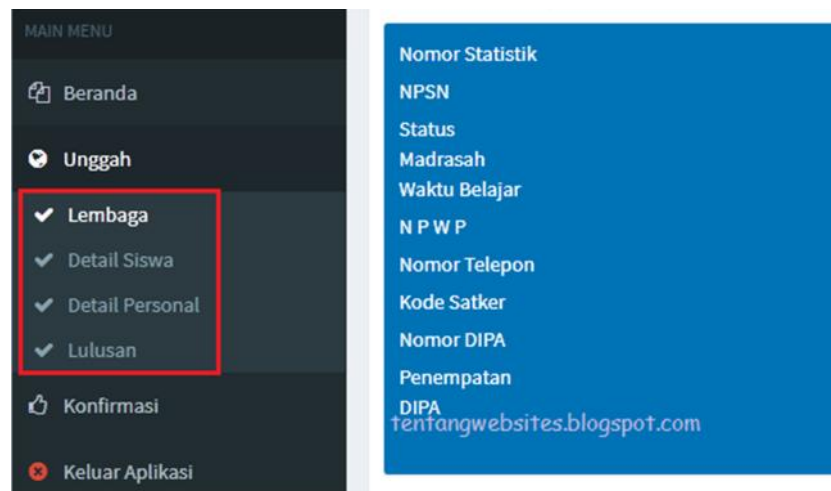 MAIN MENU
Beranda
Unggah
Lembaga
Detail Siswa
Detail Personal
Lulusan
Konfirmasi
Keluar Aplikasi
Nomor Statistik
NPSN
Status
Madrasah
Waktu Belajar
N P W P
Nomor Telepon
Kode Satker
Nomor DIPA
Penempatan
DIPA
tentangwebsites.blogspot.com